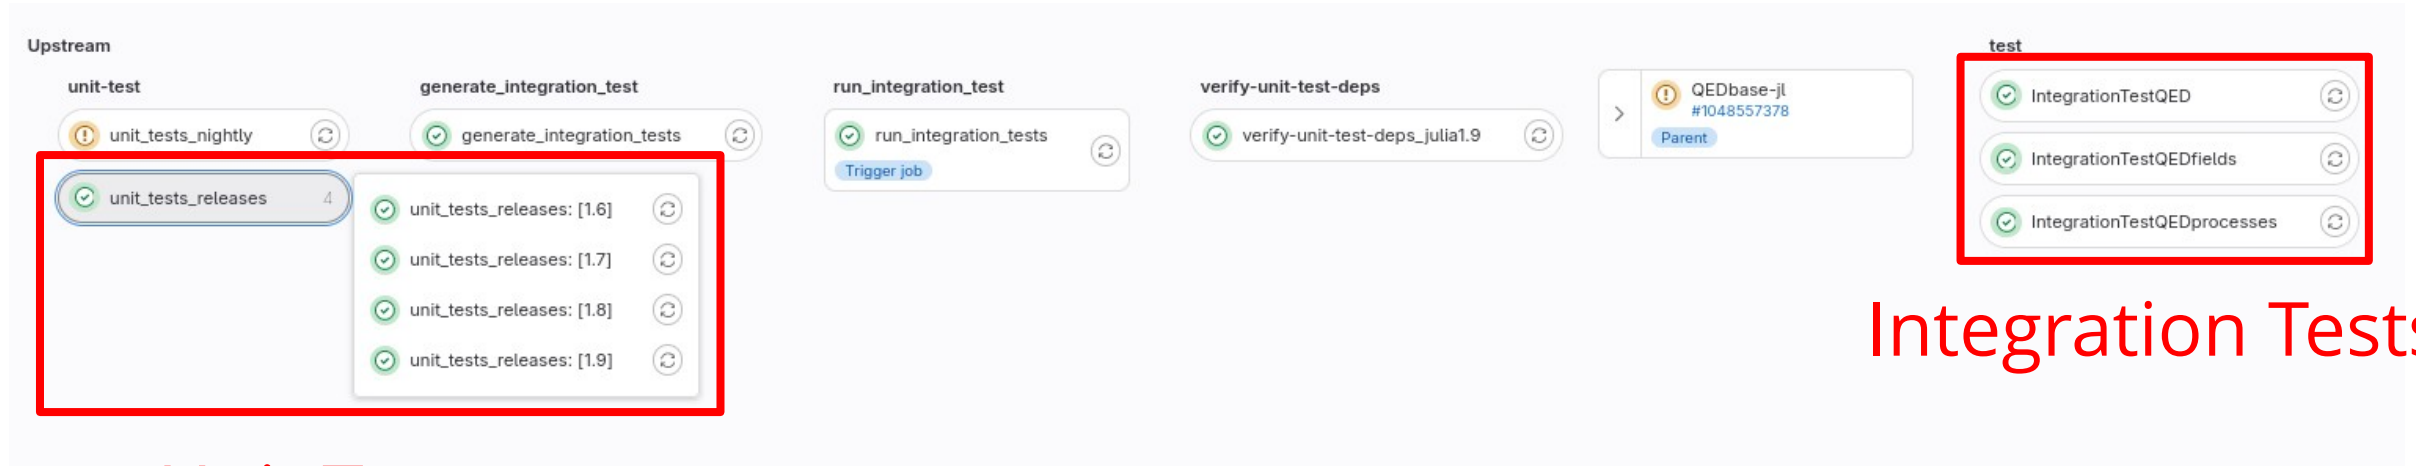 Upstream
unit-test
unit_tests_nightly
unit_tests_releases 4
unit_tests_releases: [1.6]
unit_tests_releases: [1.7]
unit_tests_releases: [1.8]
unit_tests_releases: [1.9]
generate_integration_test
generate_integration_tests
run_integration_test
run_integration_tests
Trigger job
verify-unit-test-deps
verify-unit-test-deps_julia1.9
QEDbase-jl
#1048557378
Parent
test
IntegrationTestQED
IntegrationTestQEDfields
IntegrationTestQEDprocesses
Integration Tests